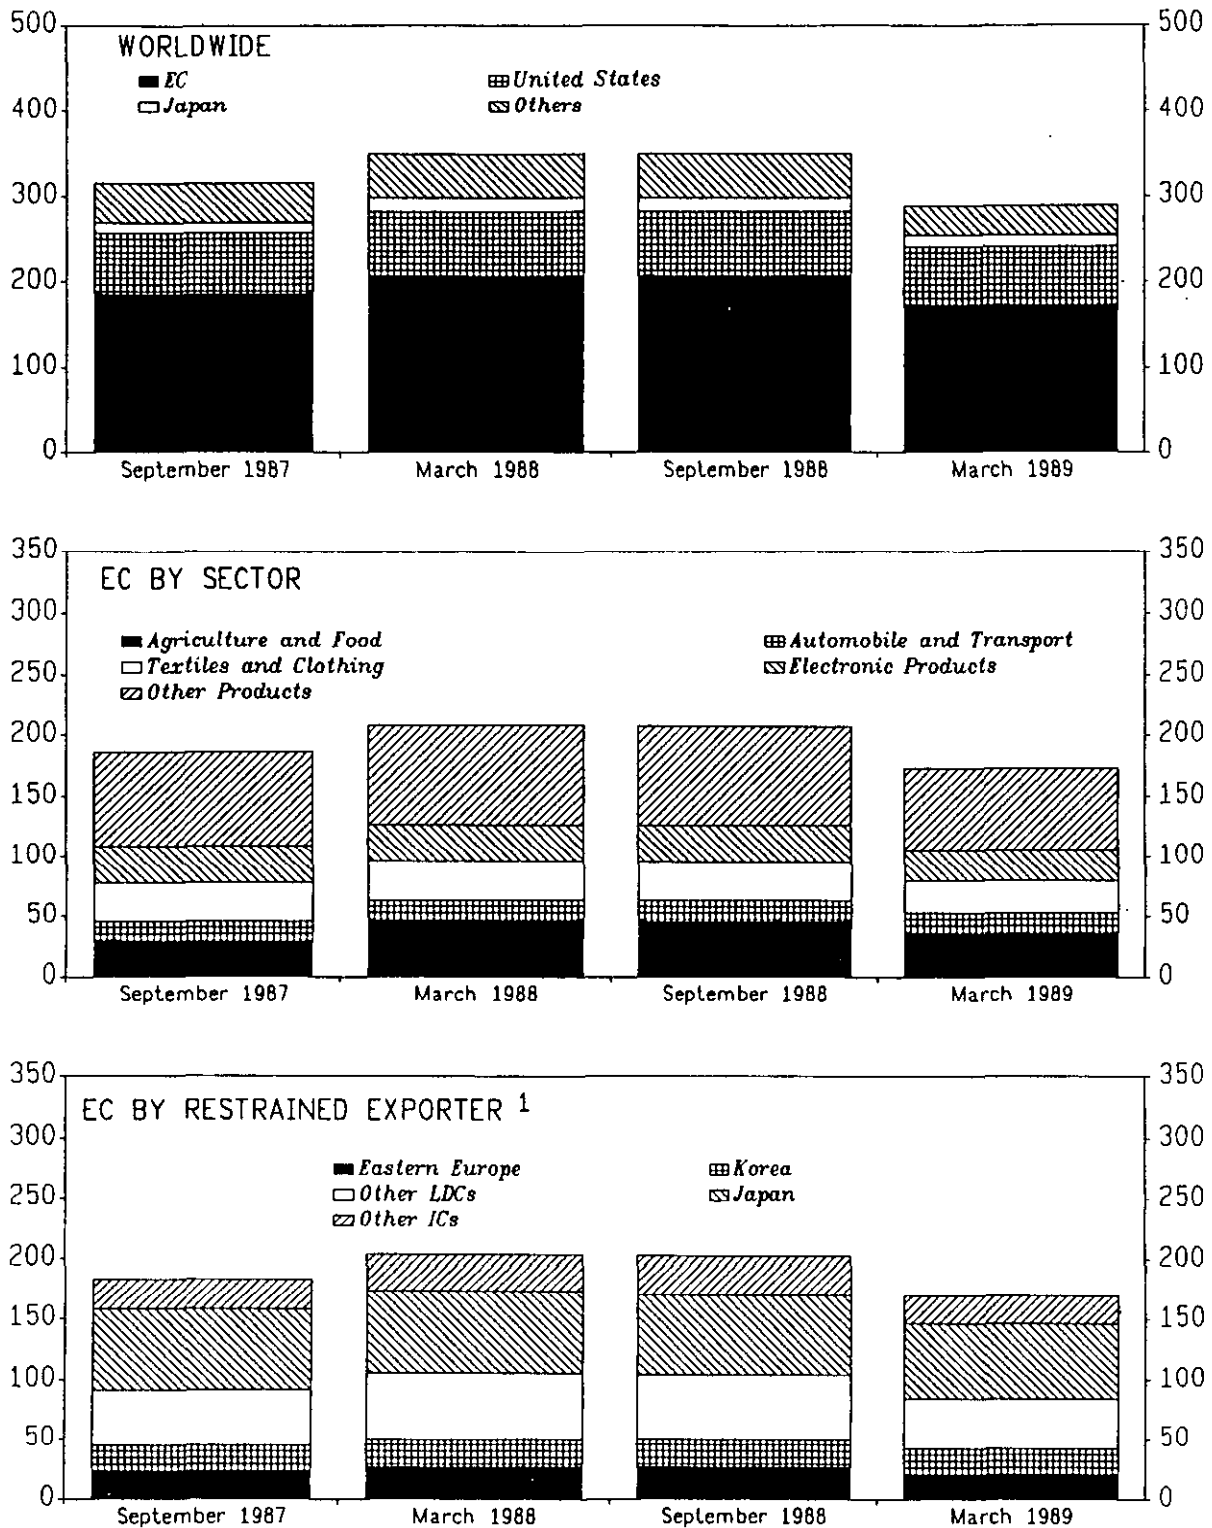 500 500
WORLDWIDE
EC United States
Japan Others
400 400
300 300
200 200
100 100
0 0
September 1987 March 1988 September 1988 March 1989
350 350
EC BY SECTOR
300 300
Agriculture and Food Automobile and Transport
Textiles and Clothing Electronic Products
250 250
Other Products
200 200
150 150
100 100
50 50
0 0
September 1987 March 1988 September 1988 March 1989
350 350
EC BY RESTRAINED EXPORTER 1
300 300
Eastern Europe Korea
Other LDCs Japan
250 250
Other ICs
200 200
150 150
100 100
50 50
0 0
September 1987 March 1988 September 1988 March 1989